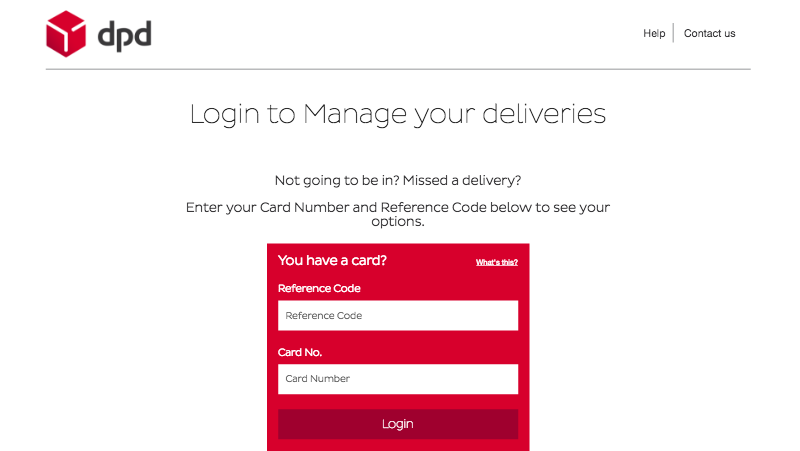 dpd
Help
Contact us
Login to Manage your deliveries
Not going to be in? Missed a delivery?
Enter your Card Number and Reference Code below to see your
options.
You have a card?
What's this?
Reference Code
Reference Code
Card No.
Card Number
Login